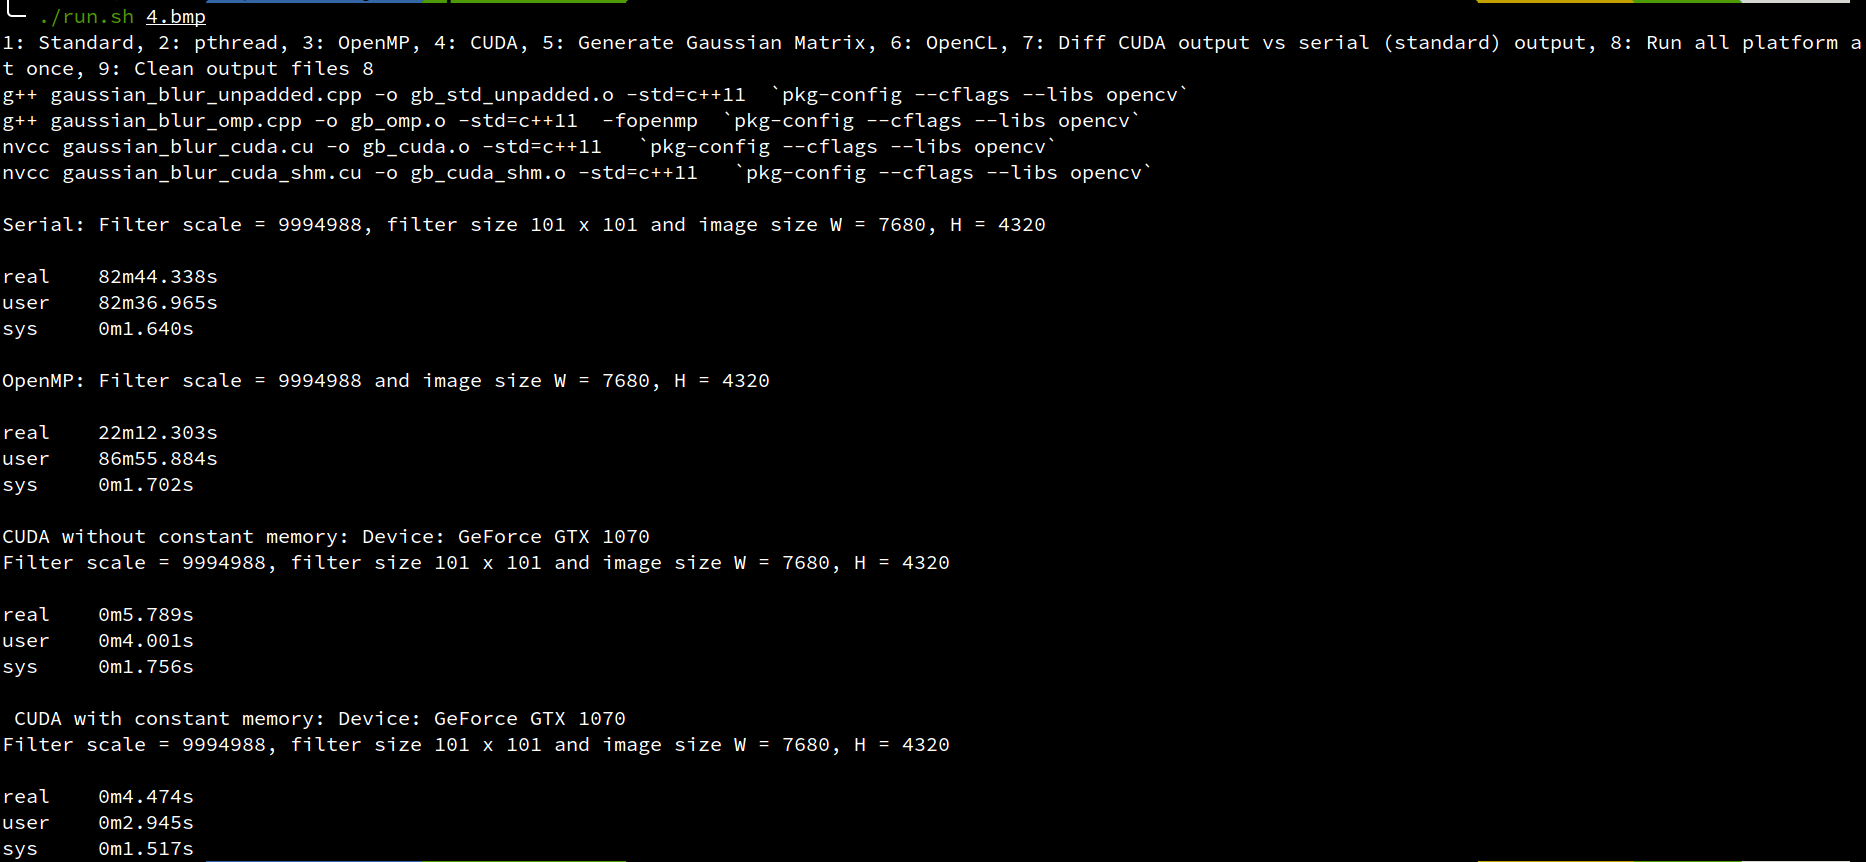 ./run.sh 4.bmp
1: Standard, 2: pthread, 3: OpenMP, 4: CUDA, 5: Generate Gaussian Matrix, 6: OpenCL, 7: Diff CUDA output vs serial (standard) output, 8: Run all platform a
t once, 9: Clean output files 8
g++ gaussian_blur_unpadded.cpp -o gb_std_unpadded.o -std=c++11  `pkg-config --cflags --libs opencv`
g++ gaussian_blur_omp.cpp -o gb_omp.o -std=c++11  -fopenmp  `pkg-config --cflags --libs opencv`
nvcc gaussian_blur_cuda.cu -o gb_cuda.o -std=c++11   `pkg-config --cflags --libs opencv`
nvcc gaussian_blur_cuda_shm.cu -o gb_cuda_shm.o -std=c++11   `pkg-config --cflags --libs opencv`
Serial: Filter scale = 9994988, filter size 101 x 101 and image size W = 7680, H = 4320
real    82m44.338s
user    82m36.965s
sys     0m1.640s
OpenMP: Filter scale = 9994988 and image size W = 7680, H = 4320
real    22m12.303s
user    86m55.884s
sys     0m1.702s
CUDA without constant memory: Device: GeForce GTX 1070
Filter scale = 9994988, filter size 101 x 101 and image size W = 7680, H = 4320
real    0m5.789s
user    0m4.001s
sys     0m1.756s
CUDA with constant memory: Device: GeForce GTX 1070
Filter scale = 9994988, filter size 101 x 101 and image size W = 7680, H = 4320
real    0m4.474s
user    0m2.945s
sys     0m1.517s